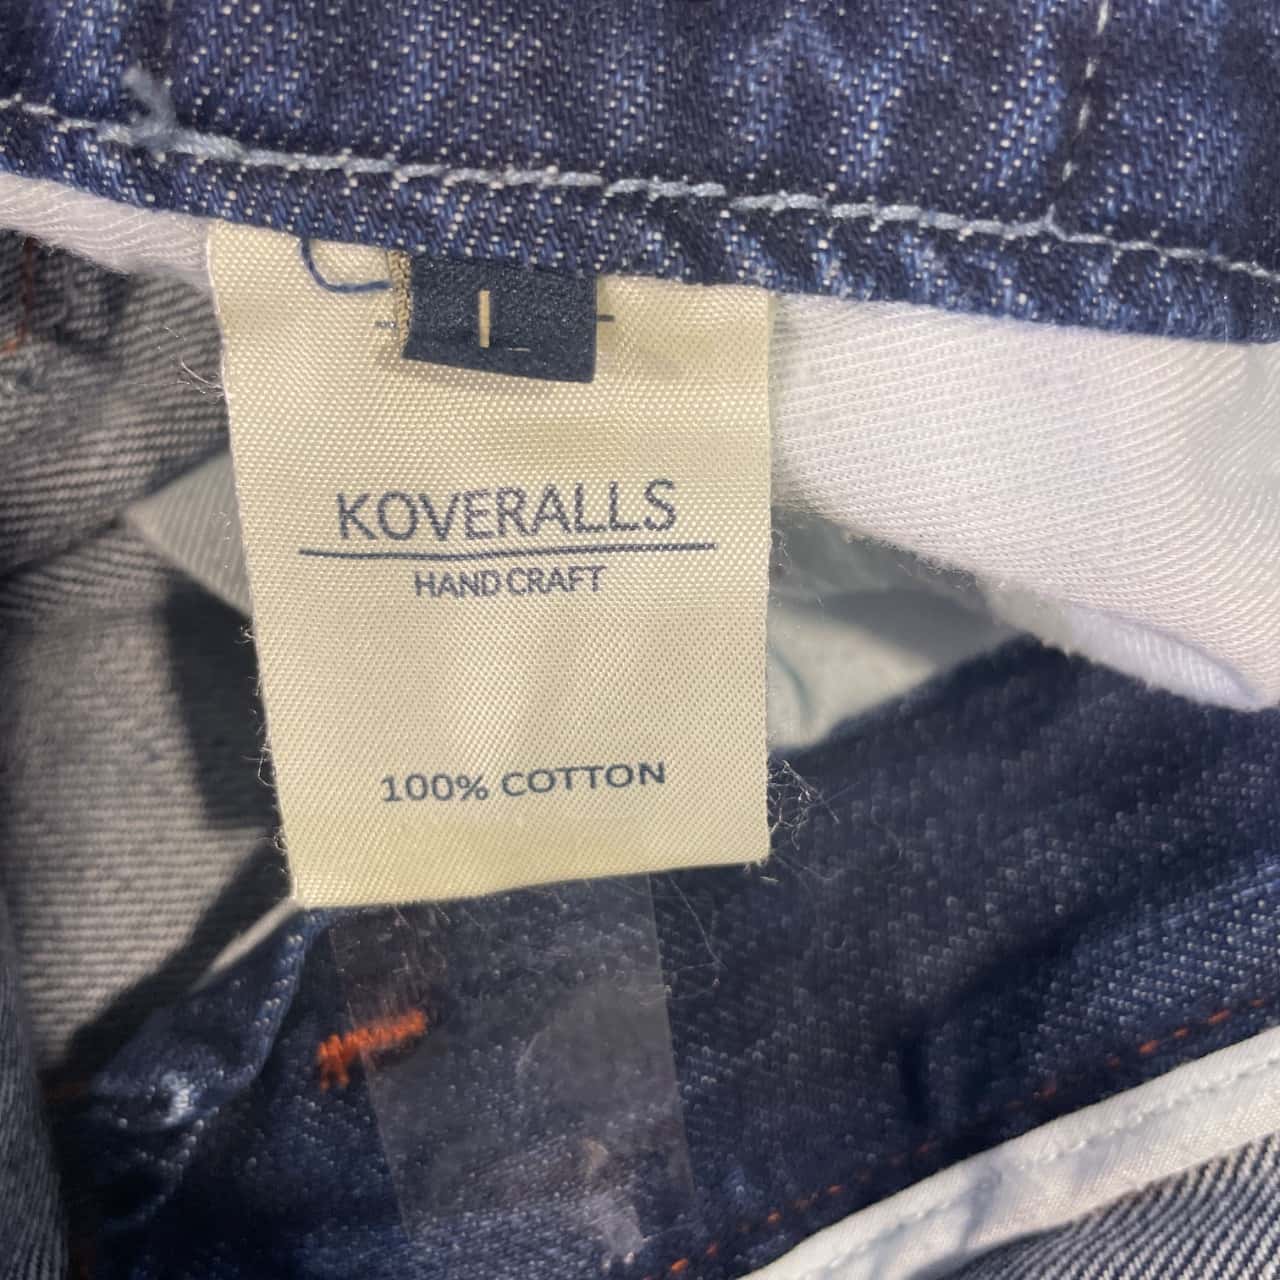 KOVERALLS
HAND CRAFT
100% COTTON